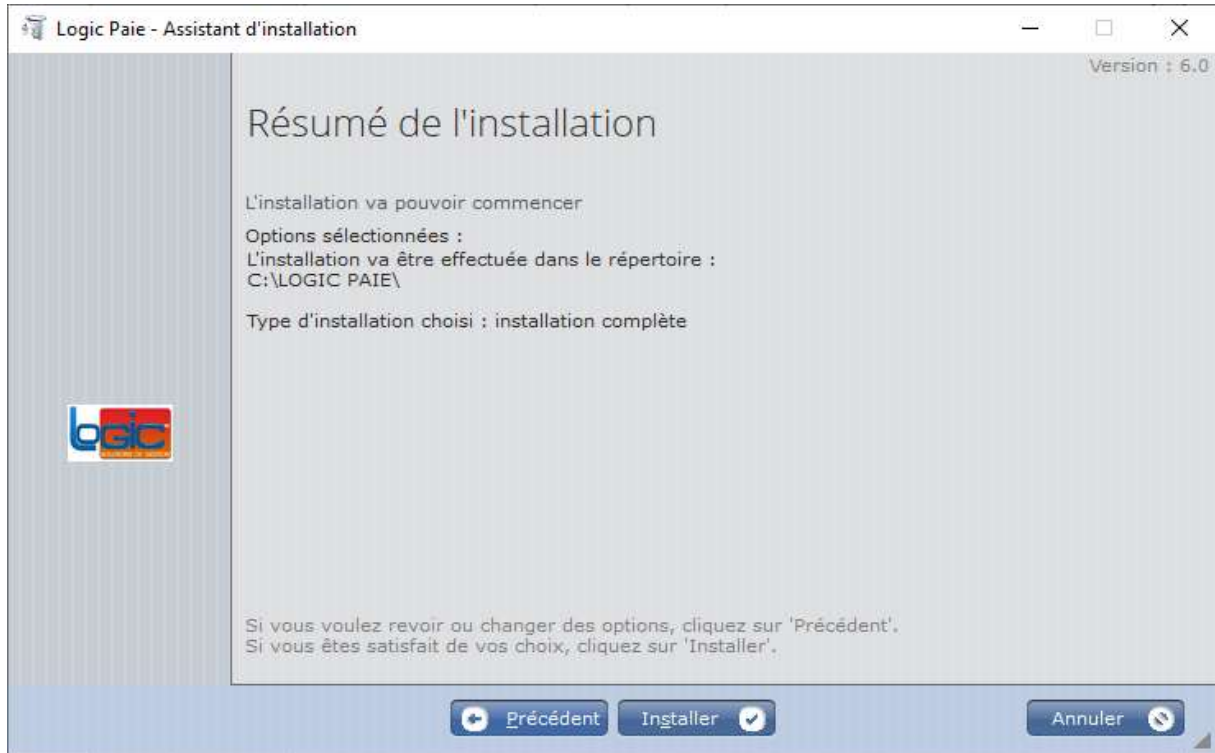 Logic Paie - Assistant d'installation
Version : 6.0
Résumé de l'installation
L'installation va pouvoir commencer
Options sélectionnées :
L'installation va être effectuée dans le répertoire :
C:\LOGIC PAIE\
Type d'installation choisi : installation complète
Logic
Si vous voulez revoir ou changer des options, cliquez sur 'Précédent'.
Si vous êtes satisfait de vos choix, cliquez sur 'Installer'.
Précédent
Installer
Annuler